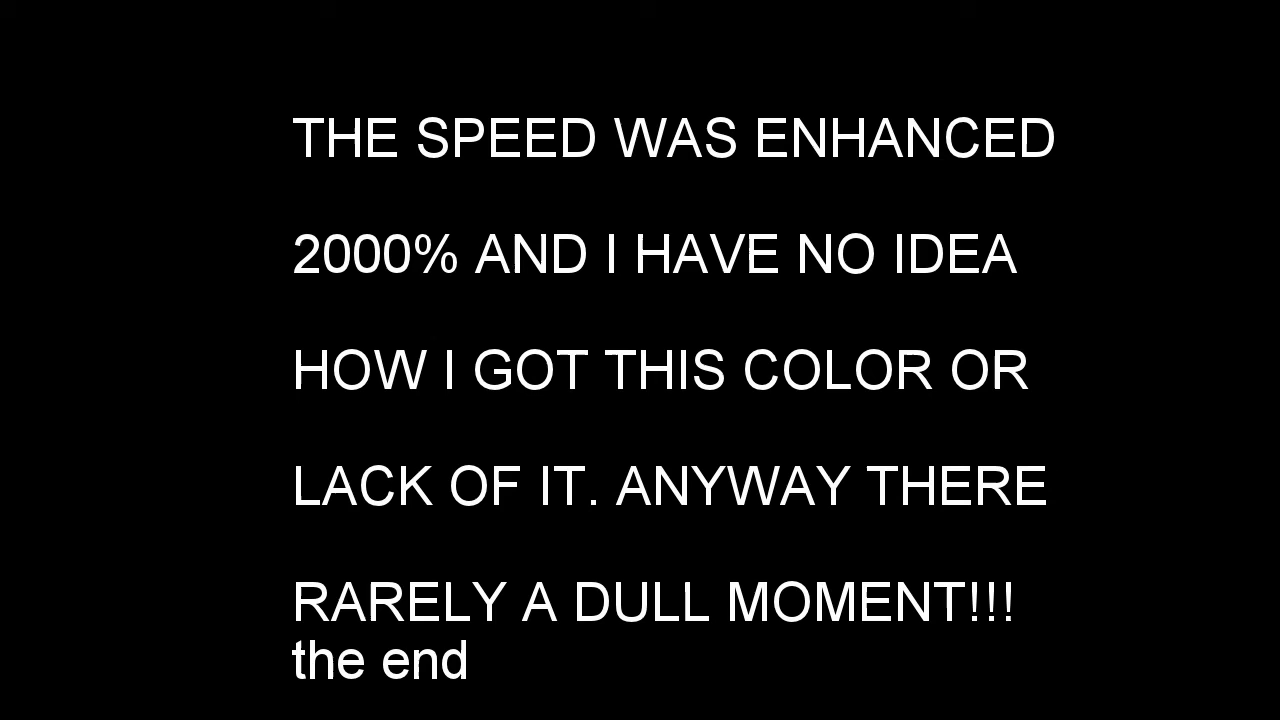 THE SPEED WAS ENHANCED
2000% AND I HAVE NO IDEA
HOW I GOT THIS COLOR OR
LACK OF IT. ANYWAY THERE
RARELY A DULL MOMENT!!!
the end